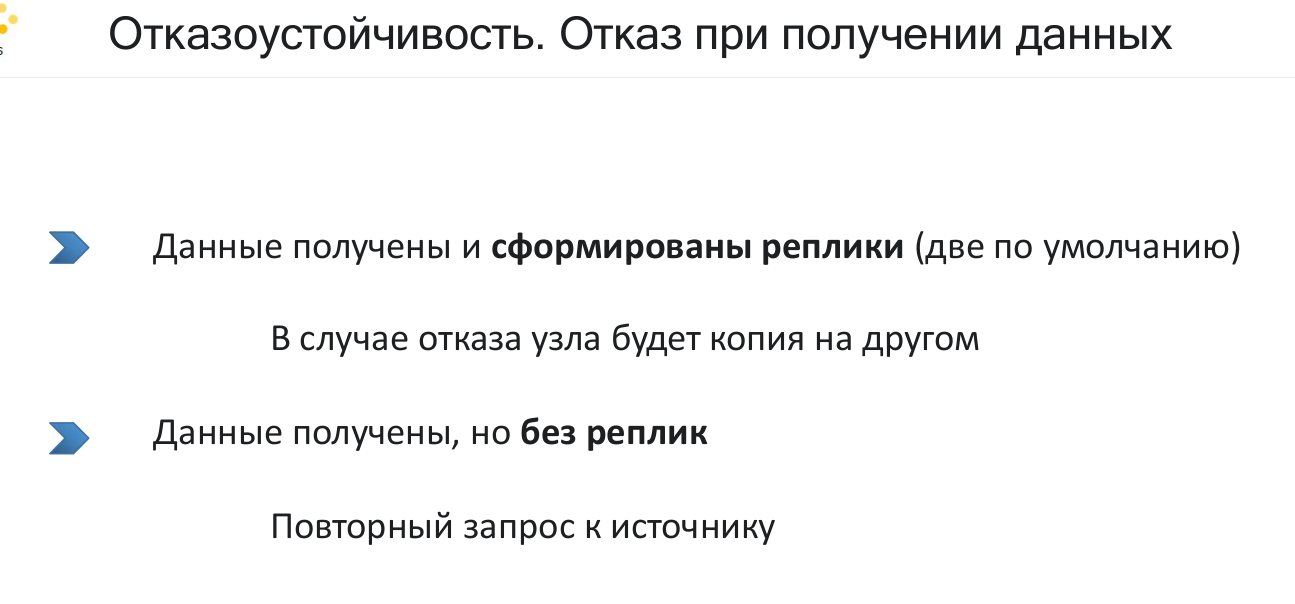 Отказоустойчивость. Отказ при получении данных
s
Данные получены и сформированы реплики (две по умолчанию)
В случае отказа узла будет копия на другом
Данные получены, но без реплик
Повторный запрос к источнику